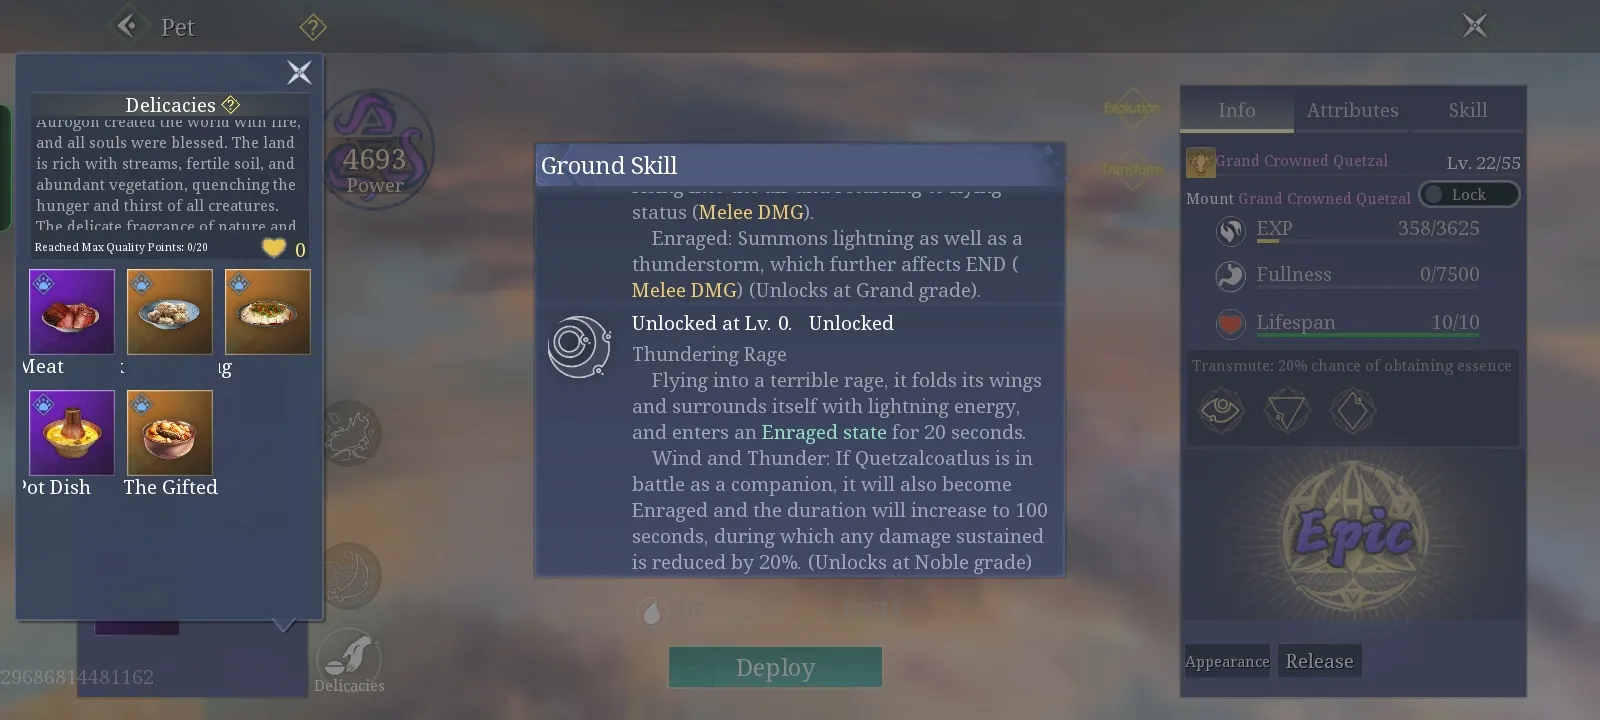 Pet
Delicacies
Aurogon created the world with fire,
and all souls were blessed. The land
is rich with streams, fertile soil, and
abundant vegetation, quenching the
hunger and thirst of all creatures.
The delicate fragrance of nature and
Reached Max Quality Points: 0/20
0
Meat
k
ug
Pot Dish
The Gifted
29686814481162
4693
Power
Delicacies
Ground Skill
status (Melee DMG).
Enraged: Summons lightning as well as a
thunderstorm, which further affects END (
Melee DMG) (Unlocks at Grand grade).
Unlocked at Lv. 0. Unlocked
Thundering Rage
Flying into a terrible rage, it folds its wings
and surrounds itself with lightning energy,
and enters an Enraged state for 20 seconds.
Wind and Thunder: If Quetzalcoatlus is in
battle as a companion, it will also become
Enraged and the duration will increase to 100
seconds, during which any damage sustained
is reduced by 20%. (Unlocks at Noble grade)
Deploy
Evolution
Transform
Info
Attributes
Skill
Grand Crowned Quetzal
Lv. 22/55
Mount Grand Crowned Quetzal
Lock
EXP
358/3625
Fullness
0/7500
Lifespan
10/10
Transmute: 20% chance of obtaining essence
Epic
Appearance
Release